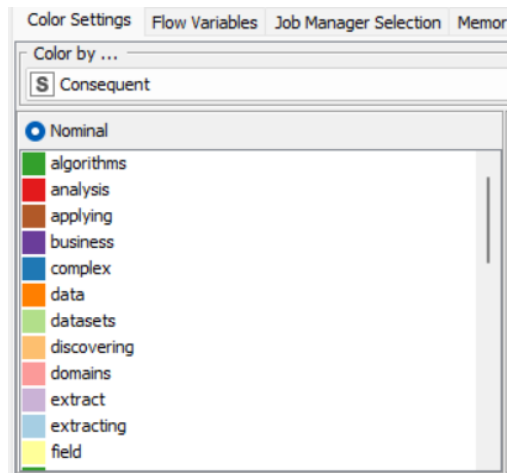 Color Settings Flow Variables Job Manager Selection Memor
Color by ...
S Consequent
Nominal
algorithms
analysis
applying
business
complex
data
datasets
discovering
domains
extract
extracting
field